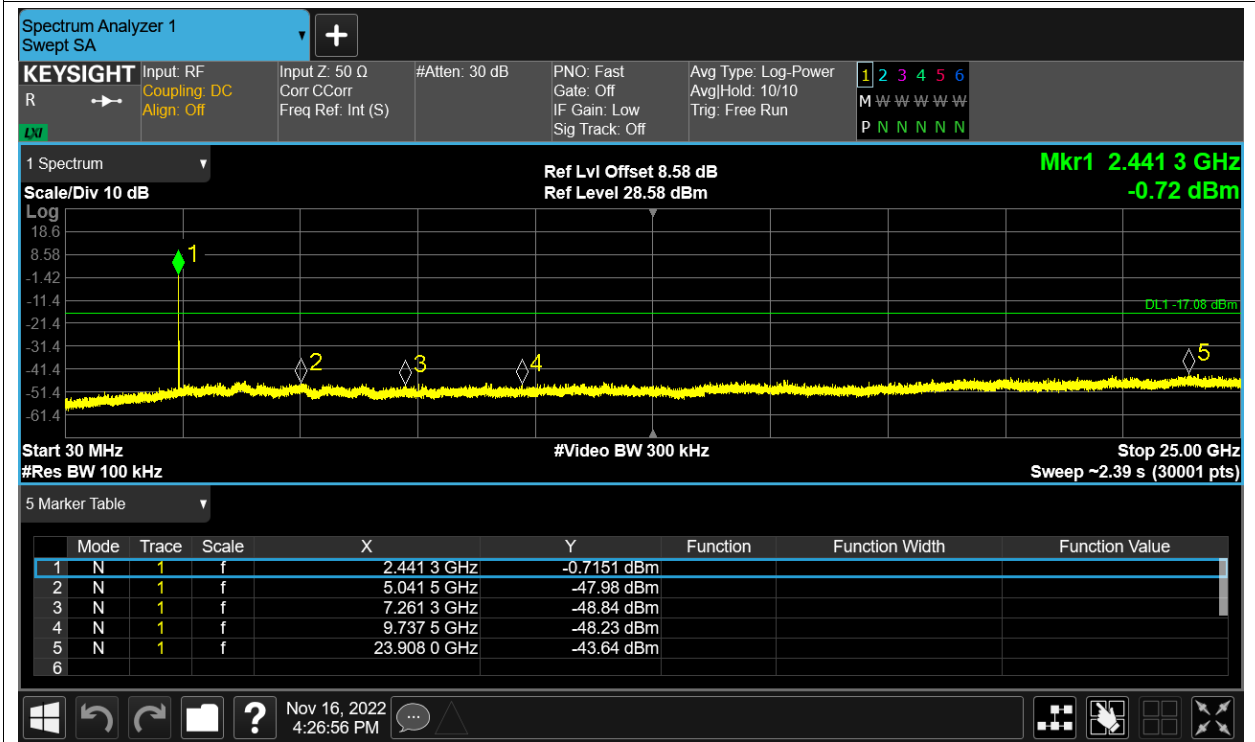 Spectrum Analyzer 1
Swept SA
+
KEYSIGHT
R
LXI
Input: RF
Coupling: DC
Align: Off
Input Z: 50 Ω
Corr CCorr
Freq Ref: Int (S)
#Atten: 30 dB
PNO: Fast
Gate: Off
IF Gain: Low
Sig Track: Off
Avg Type: Log-Power
Avg|Hold: 10/10
Trig: Free Run
1 2 3 4 5 6
M W W W W W
P N N N N N
1 Spectrum
Scale/Div 10 dB
Ref Lvl Offset 8.58 dB
Ref Level 28.58 dBm
Mkr1 2.441 3 GHz
-0.72 dBm
Log
18.6
8.58
-1.42
-11.4
-21.4
-31.4
-41.4
-51.4
-61.4
1
2
3
4
5
DL1 -17.08 dBm
Start 30 MHz
#Res BW 100 kHz
#Video BW 300 kHz
Stop 25.00 GHz
Sweep ~2.39 s (30001 pts)
5 Marker Table
Mode Trace Scale X Y Function Function Width Function Value
1 N 1 f 2.441 3 GHz -0.7151 dBm
2 N 1 f 5.041 5 GHz -47.98 dBm
3 N 1 f 7.261 3 GHz -48.84 dBm
4 N 1 f 9.737 5 GHz -48.23 dBm
5 N 1 f 23.908 0 GHz -43.64 dBm
6
?
Nov 16, 2022
4:26:56 PM